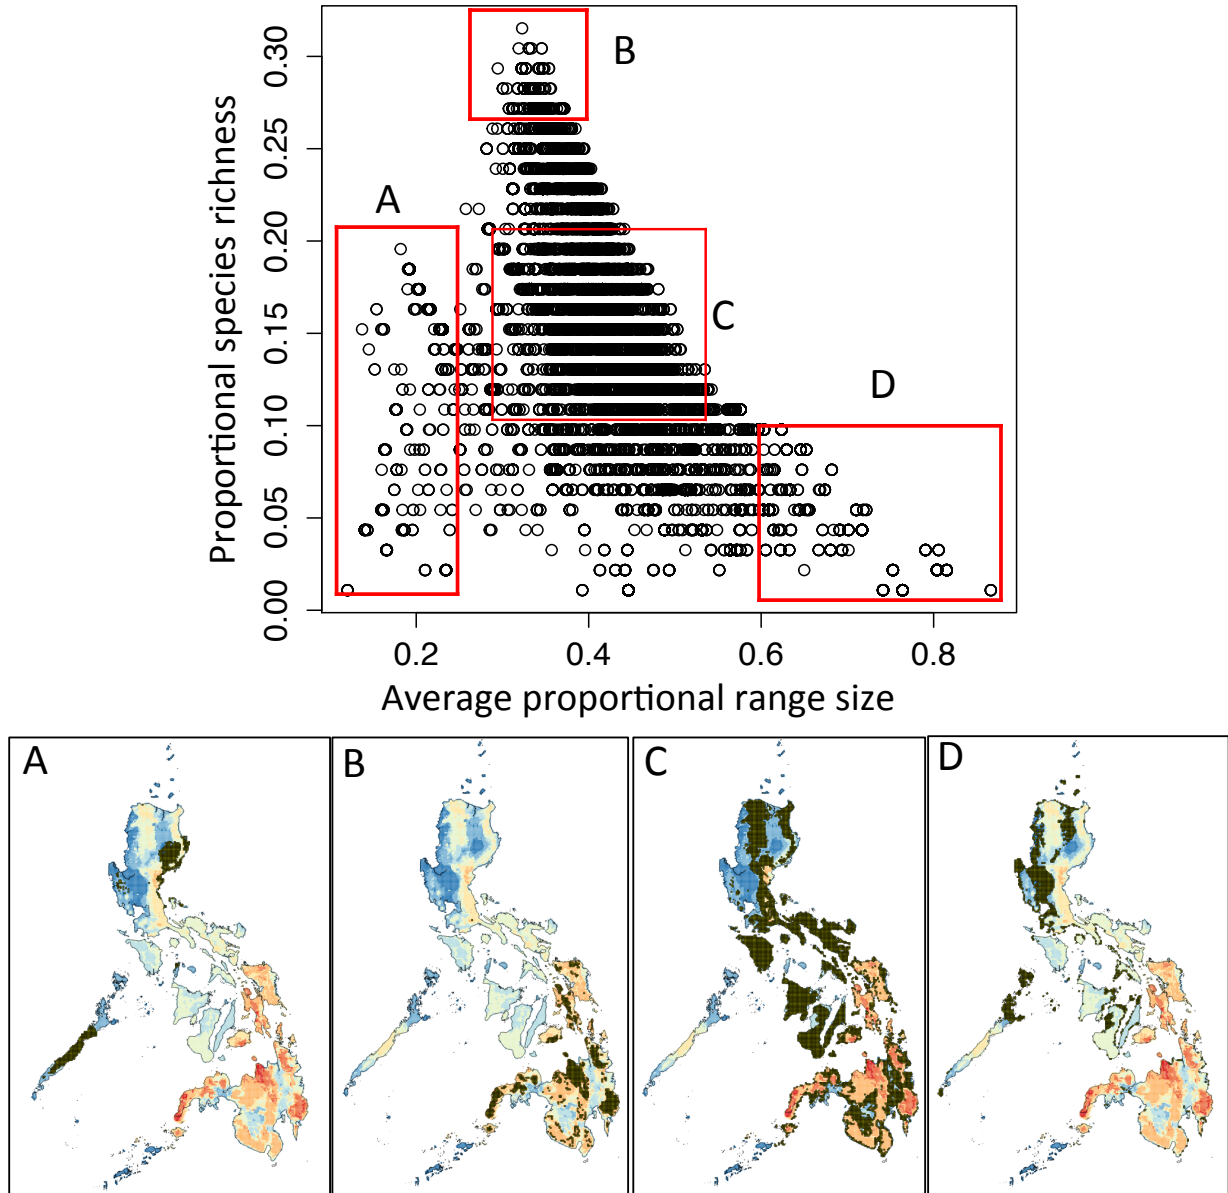 B
A
C
D
Proportional species richness
0.00 0.05 0.10 0.15 0.20 0.25 0.30
0.2 0.4 0.6 0.8
Average proportional range size
A B C D